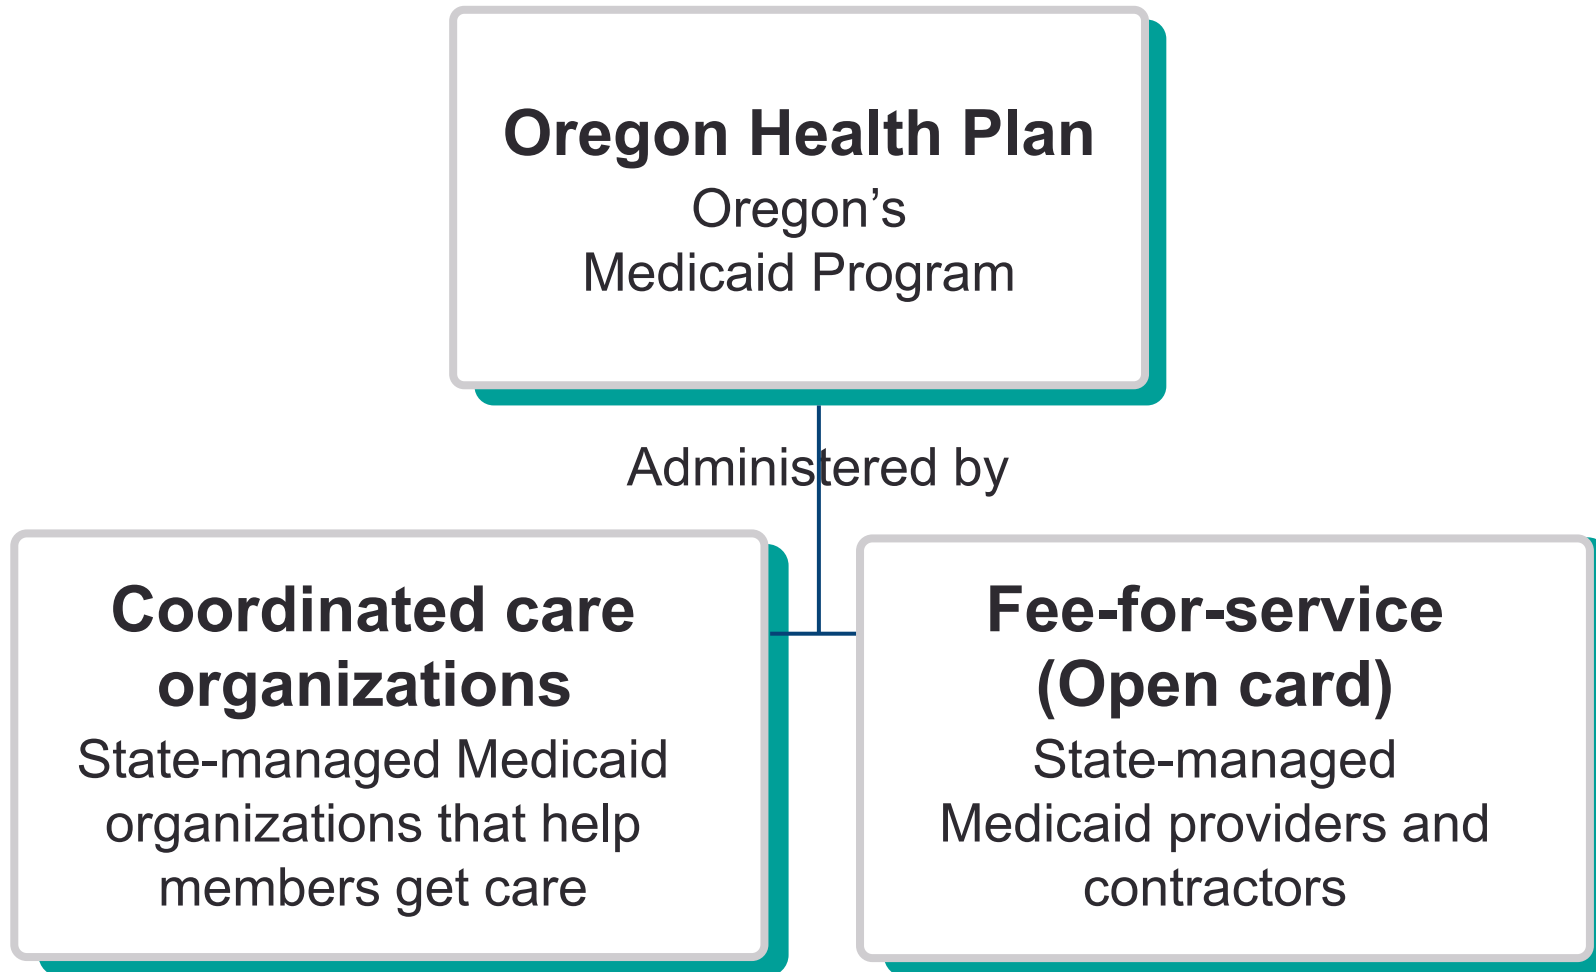 Oregon Health Plan
Oregon’s
Medicaid Program
Administered by
Coordinated care
organizations
State-managed Medicaid
organizations that help
members get care
Fee-for-service
(Open card)
State-managed
Medicaid providers and
contractors